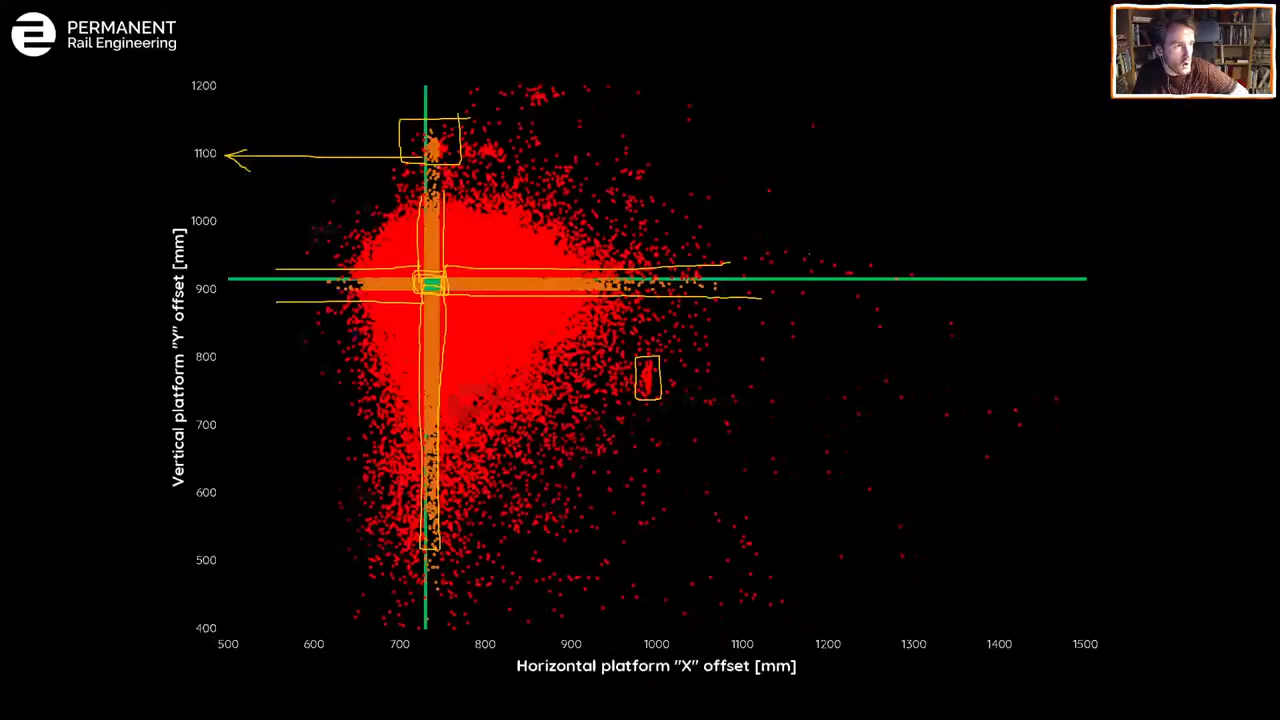 PERMANENT
Rail Engineering
1200
1100
1000
900
800
700
600
500
400
Vertical platform "Y" offset [mm]
500 600 700 800 900 1000 1100 1200 1300 1400 1500
Horizontal platform "X" offset [mm]